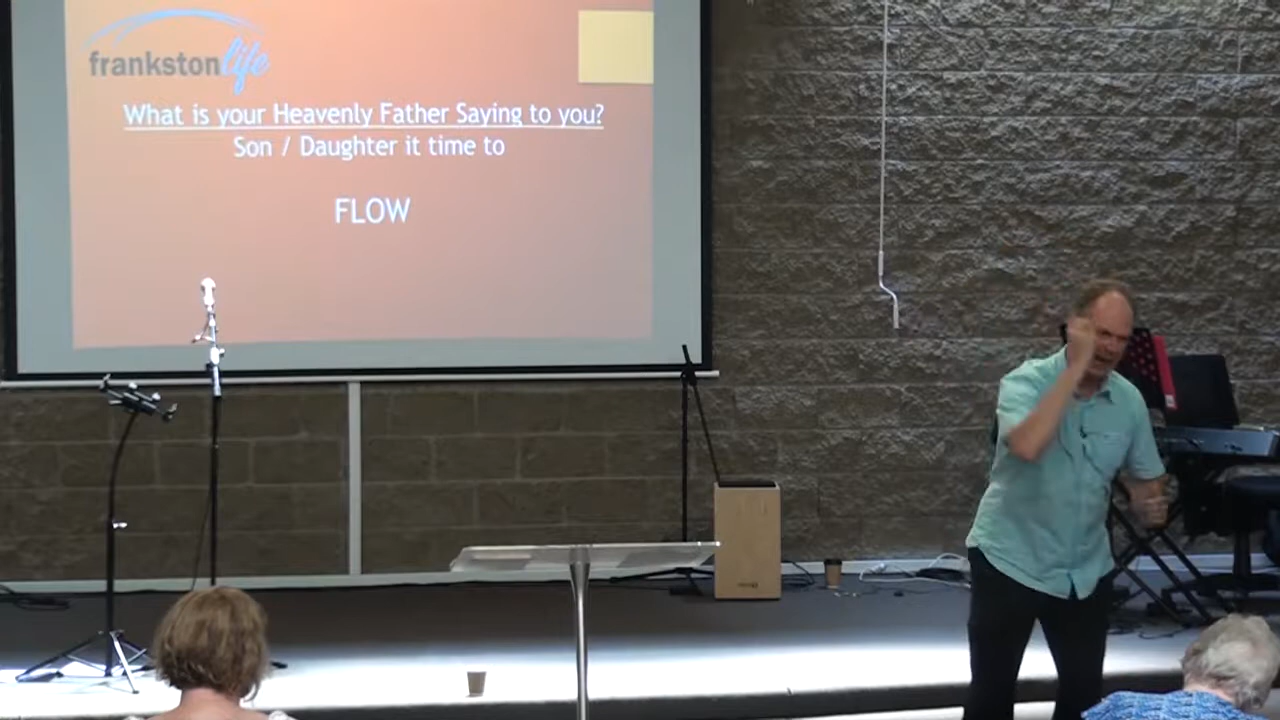 frankstonlife
What is your Heavenly Father Saying to you?
Son / Daughter it time to
FLOW